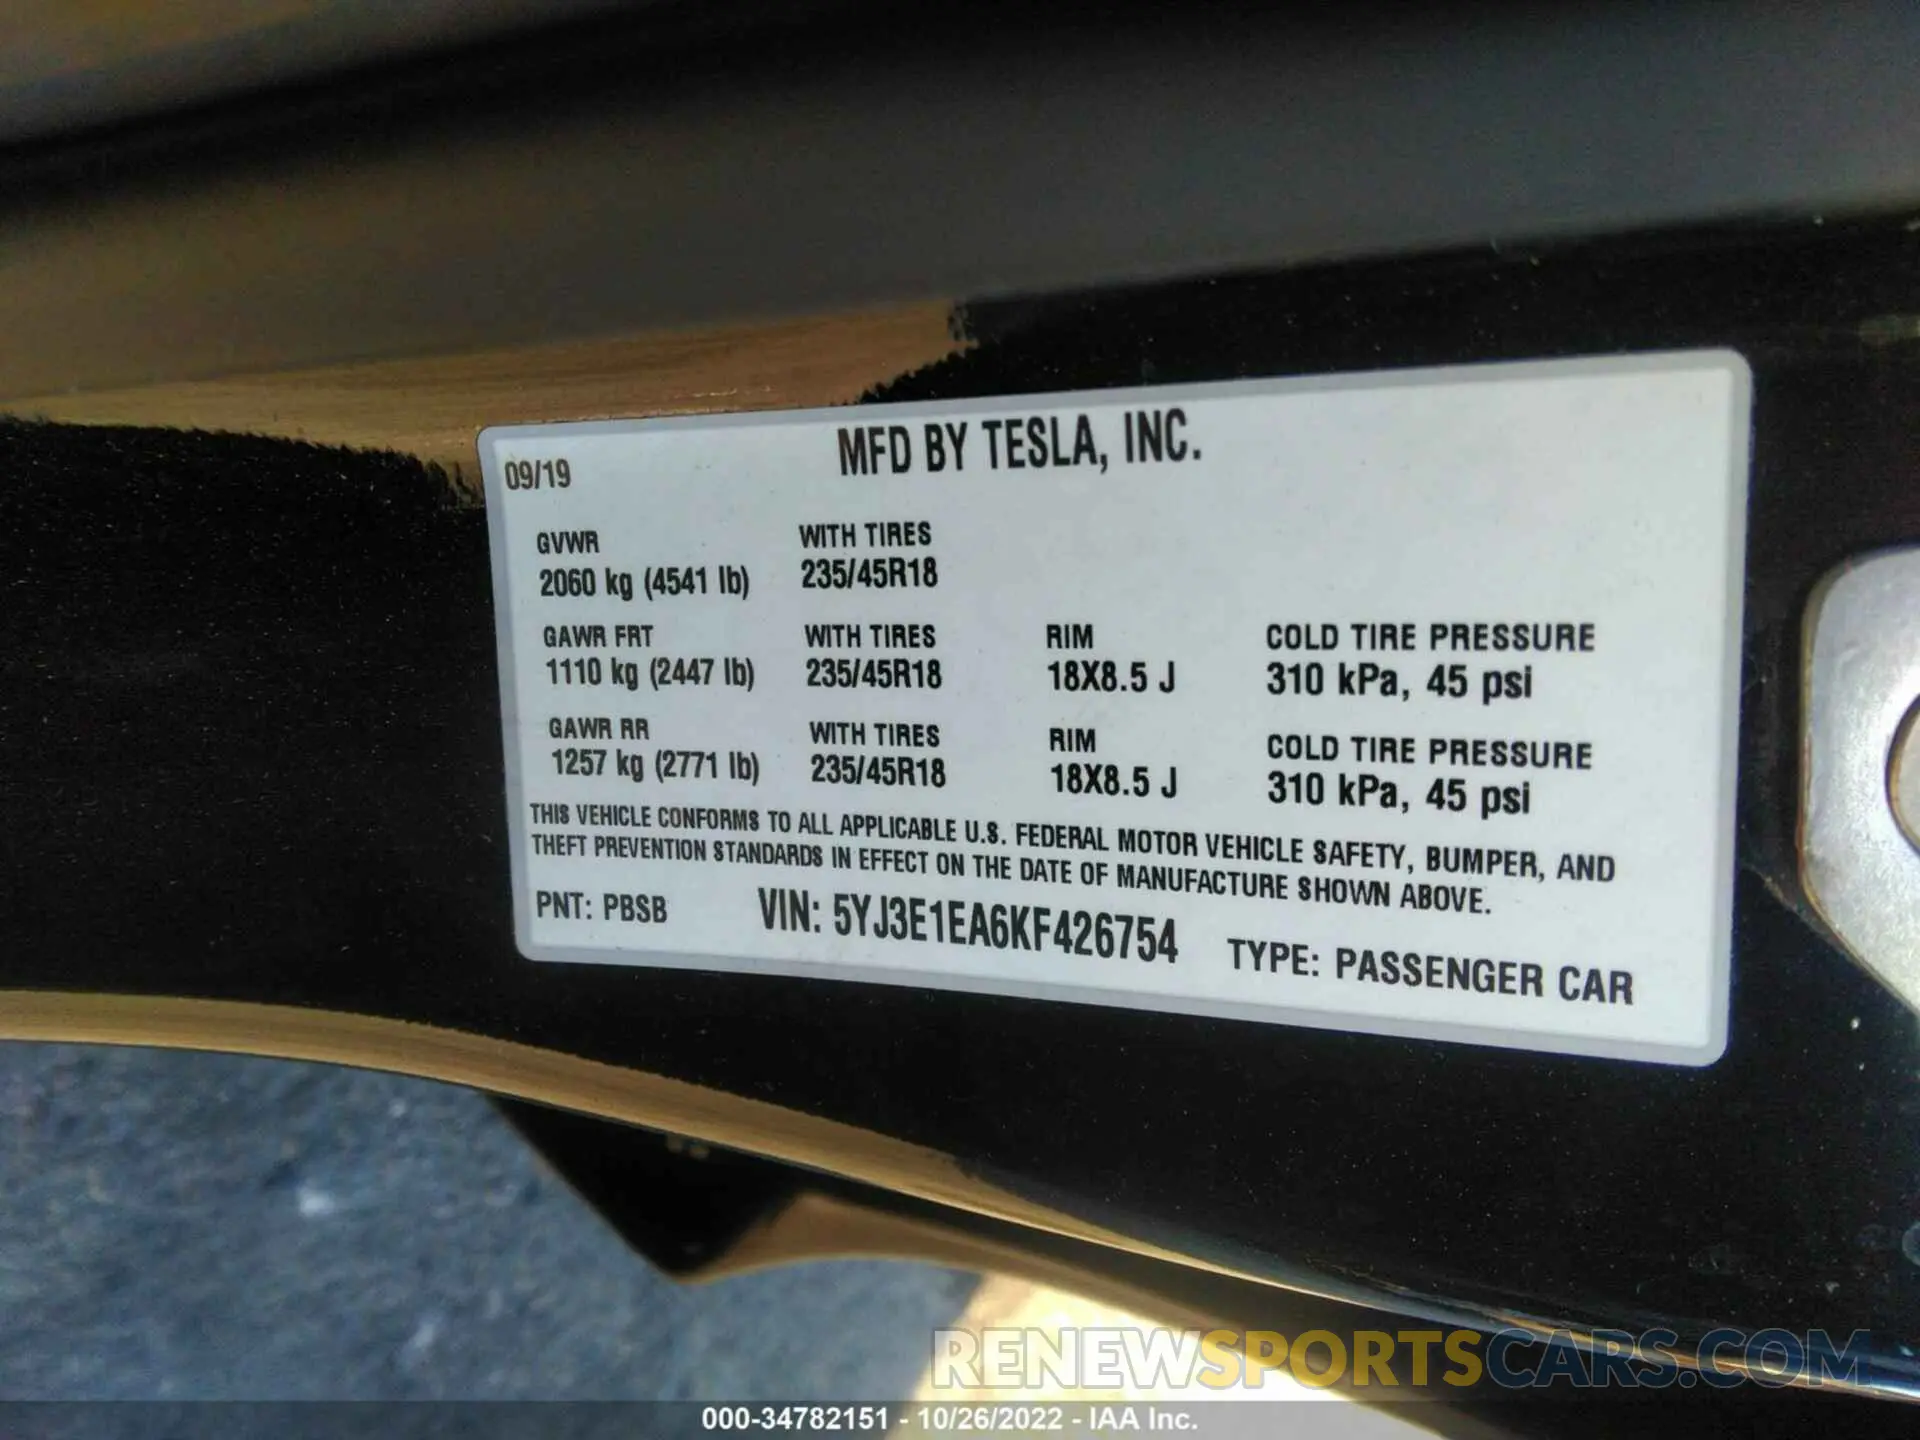 MFD BY TESLA, INC.
09/19
GVWR WITH TIRES
2060 kg (4541 lb) 235/45R18
GAWR FRT WITH TIRES RIM COLD TIRE PRESSURE
1110 kg (2447 lb) 235/45R18 18X8.5 J 310 kPa, 45 psi
GAWR RR WITH TIRES RIM COLD TIRE PRESSURE
1257 kg (2771 lb) 235/45R18 18X8.5 J 310 kPa, 45 psi
THIS VEHICLE CONFORMS TO ALL APPLICABLE U.S. FEDERAL MOTOR VEHICLE SAFETY, BUMPER, AND
THEFT PREVENTION STANDARDS IN EFFECT ON THE DATE OF MANUFACTURE SHOWN ABOVE.
PNT: PBSB VIN: 5YJ3E1EA6KF426754 TYPE: PASSENGER CAR
RENEWSPORTSCARS.COM
000-34782151 - 10/26/2022 - IAA Inc.